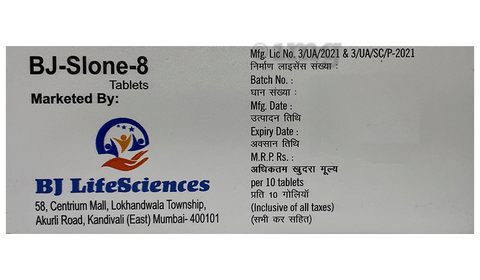 BJ-Slone-8
Tablets
Marketed By:
BJ LifeSciences
58, Centrium Mall, Lokhandwala Township,
Akurli Road, Kandivali (East) Mumbai- 400101
Mfg. Lic No. 3/UA/2021 & 3/UA/SC/P-2021
निर्माण लाइसेंस संख्या :
Batch No. :
घान संख्या :
Mfg. Date :
उत्पादन तिथि
Expiry Date :
अवसान तिथि
M.R.P. Rs. :
अधिकतम खुदरा मूल्य
per 10 tablets
प्रति 10 गोलियाँ
(Inclusive of all taxes)
(सभी कर सहित)